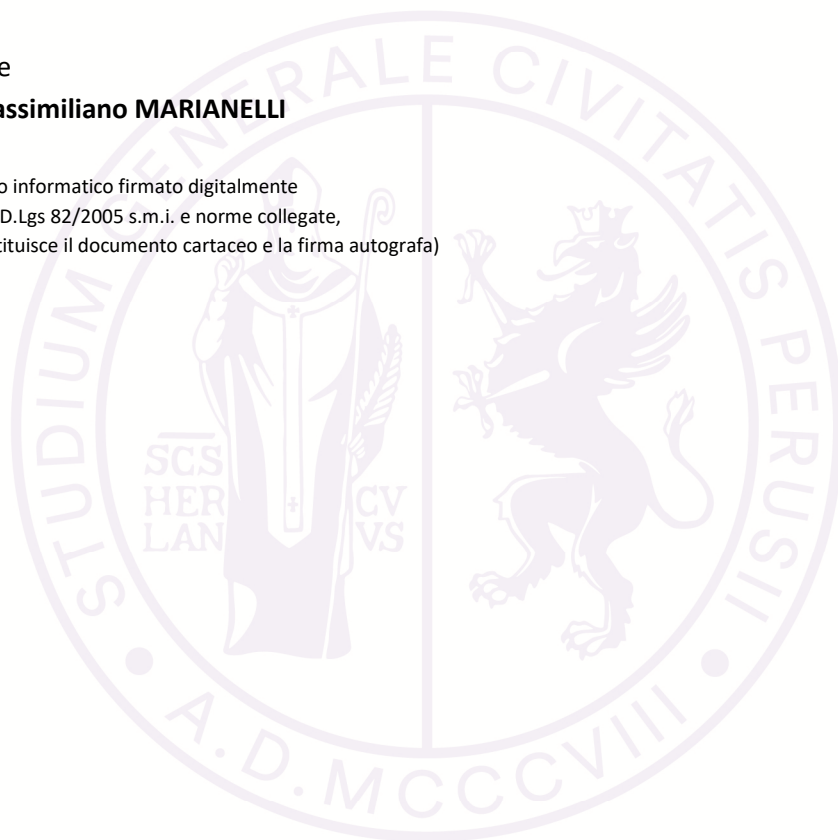 e
assimiliano MARIANELLI
o informatico firmato digitalmente
D.Lgs 82/2005 s.m.i. e norme collegate,
tituisce il documento cartaceo e la firma autografa)
STUDIUM GENERALE CIVITATIS PERUSII
SCS
HER
LAN
CV
VS
A.D. MCCCVIII